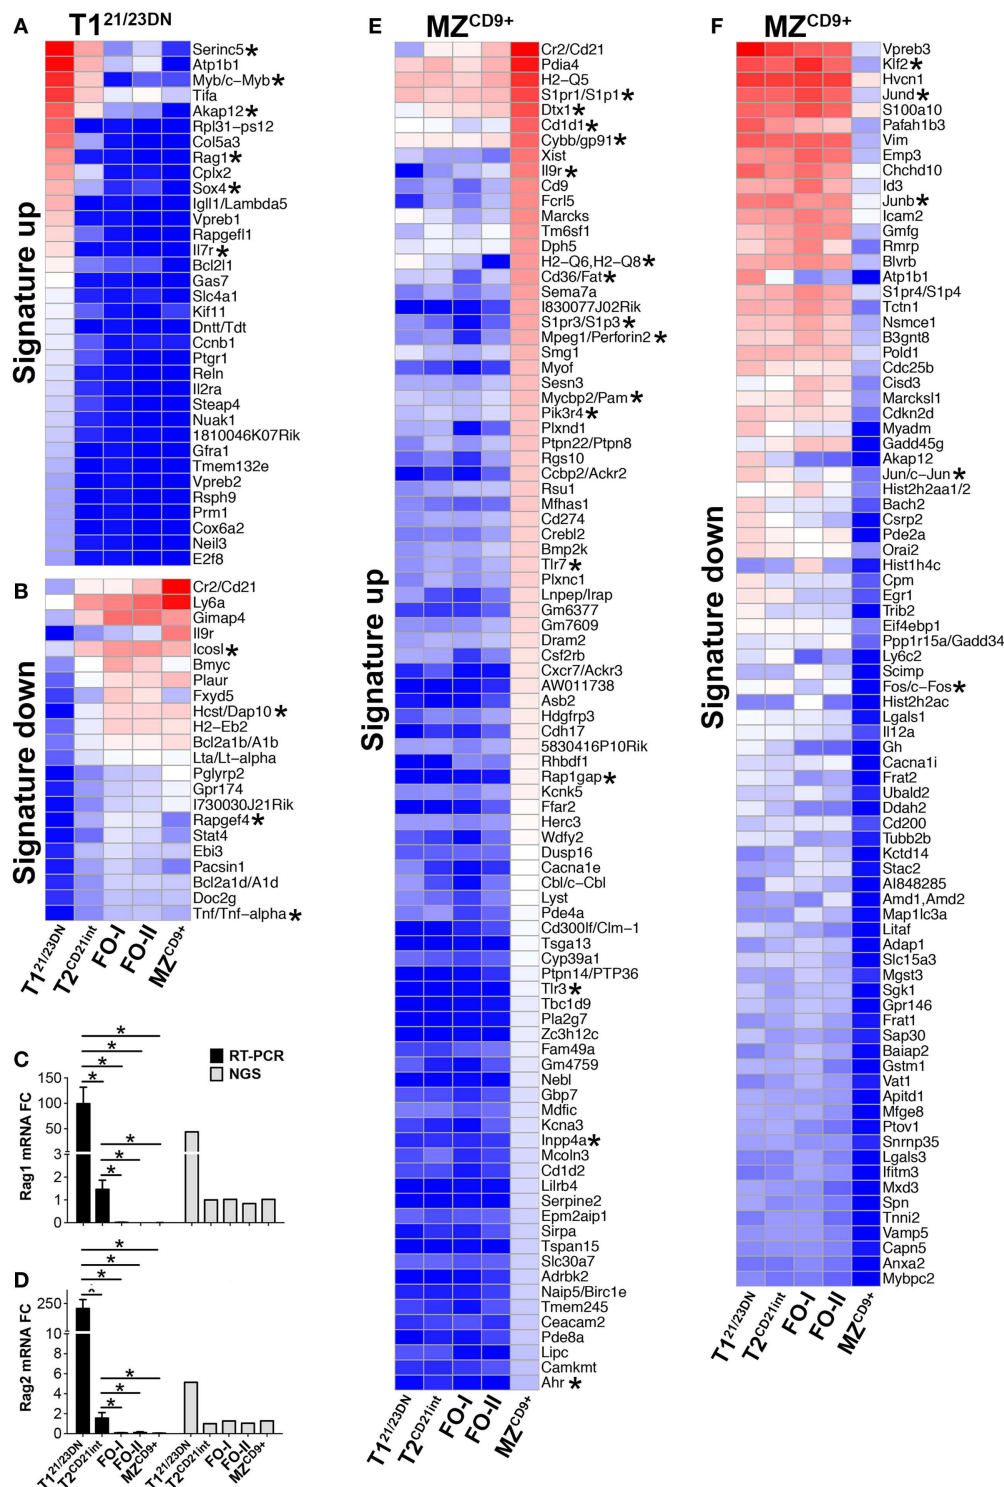 A
T1 21/23DN
Signature up
Serinc5 *
Atp1b1
Myb/c−Myb *
Tifa
Akap12 *
Rpl31−ps12
Col5a3
Rag1 *
Cplx2
Sox4 *
Igll1/Lambda5
Vpreb1
Rapgefl1
Il7r *
Bcl2l1
Gas7
Slc4a1
Kif11
Dntt/Tdt
Ccnb1
Ptgr1
Reln
Il2ra
Steap4
Nuak1
1810046K07Rik
Gfra1
Tmem132e
Vpreb2
Rsph9
Prm1
Cox6a2
Neil3
E2f8
B
Signature down
Cr2/Cd21
Ly6a
Gimap4
Il9r
Icosl *
Bmyc
Plaur
Fxyd5
Hcst/Dap10 *
H2−Eb2
Bcl2a1b/A1b
Lta/Lt−alpha
Pglyrp2
Gpr174
I730030J21Rik
Rapgef4 *
Stat4
Ebi3
Pacsin1
Bcl2a1d/A1d
Doc2g
Tnf/Tnf−alpha *
T1 21/23DN
T2 CD21int
FO-I
FO-II
MZ CD9+
C
RT-PCR
NGS
Rag1 mRNA FC
150
100
50
3
2
1
0
*
*
*
*
*
*
*
D
Rag2 mRNA FC
250
10
8
6
4
2
0
*
*
*
*
*
*
T1 21/23DN
T2 CD21int
FO-I
FO-II
MZ CD9+
T1 21/23DN
T2 CD21int
FO-I
FO-II
MZ CD9+
E
MZ CD9+
Signature up
Cr2/Cd21
Pdia4
H2−Q5
S1pr1/S1p1 *
Dtx1 *
Cd1d1 *
Cybb/gp91 *
Xist
Il9r *
Cd9
Fcrl5
Marcks
Tm6sf1
Dph5
H2−Q6,H2−Q8 *
Cd36/Fat *
Sema7a
I830077J02Rik
S1pr3/S1p3 *
Mpeg1/Perforin2 *
Smg1
Myof
Sesn3
Mycbp2/Pam *
Pik3r4 *
Plxnd1
Ptpn22/Ptpn8
Rgs10
Ccbp2/Ackr2
Rsu1
Mfhas1
Cd274
Crebl2
Bmp2k
Tlr7 *
Plxnc1
Lnpep/Irap
Gm6377
Gm7609
Dram2
Csf2rb
Cxcr7/Ackr3
AW011738
Asb2
Hdgfrp3
Cdh17
5830416P10Rik
Rhbdf1
Rap1gap *
Kcnk5
Ffar2
Herc3
Wdfy2
Dusp16
Cacna1e
Cbl/c−Cbl
Lyst
Pde4a
Cd300lf/Clm−1
Tsga13
Cyp39a1
Ptpn14/PTP36
Tlr3 *
Tbc1d9
Pla2g7
Zc3h12c
Fam49a
Gm4759
Nebl
Gbp7
Mdfic
Kcna3
Inpp4a *
Mcoln3
Cd1d2
Lilrb4
Serpine2
Epm2aip1
Sirpa
Tspan15
Slc30a7
Adrbk2
Naip5/Birc1e
Tmem245
Ceacam2
Pde8a
Lipc
Camkmt
Ahr *
T1 21/23DN
T2 CD21int
FO-I
FO-II
MZ CD9+
F
MZ CD9+
Signature down
Vpreb3
Klf2 *
Hvcn1
Jund *
S100a10
Pafah1b3
Vim
Emp3
Chchd10
Id3
Junb *
Icam2
Gmfg
Rmrp
Blvrb
Atp1b1
S1pr4/S1p4
Tctn1
Nsmce1
B3gnt8
Pold1
Cdc25b
Cisd3
Marcksl1
Cdkn2d
Myadm
Gadd45g
Akap12
Jun/c−Jun *
Hist2h2aa1/2
Bach2
Csrp2
Pde2a
Orai2
Hist1h4c
Cpm
Egr1
Trib2
Eif4ebp1
Ppp1r15a/Gadd34
Ly6c2
Scimp
Fos/c−Fos *
Hist2h2ac
Lgals1
Il12a
Gh
Cacna1i
Frat2
Ubald2
Ddah2
Cd200
Tubb2b
Kctd14
Stac2
AI848285
Amd1,Amd2
Map1lc3a
Litaf
Adap1
Slc15a3
Mgst3
Sgk1
Gpr146
Frat1
Sap30
Baiap2
Gstm1
Vat1
Apitd1
Mfge8
Ptov1
Snrnp35
Lgals3
Ifitm3
Mxd3
Spn
Tnni2
Vamp5
Capn5
Anxa2
Mybpc2
T1 21/23DN
T2 CD21int
FO-I
FO-II
MZ CD9+